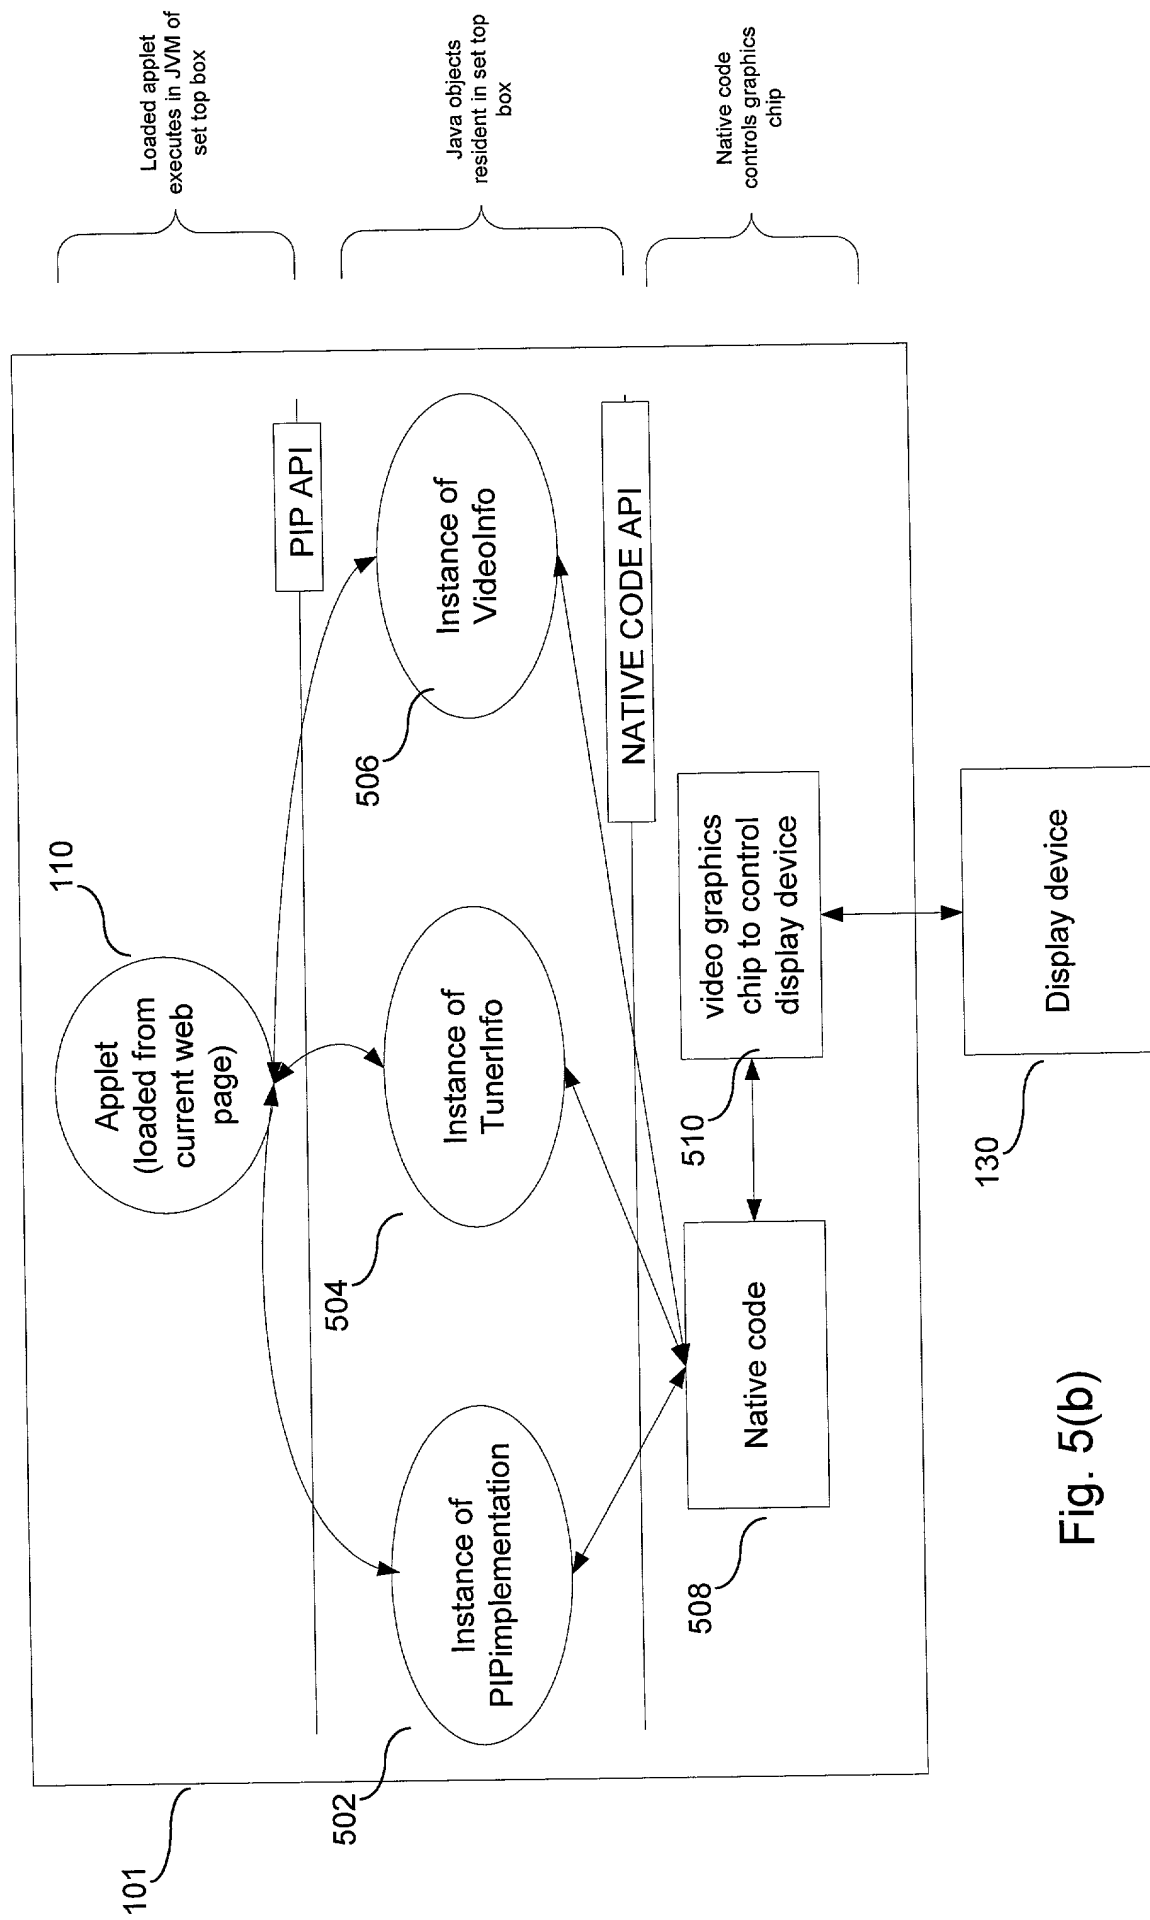 101
110
Applet
(loaded from
current web
page)
Loaded applet
executes in JVM of
set top box
PIP API
502
Instance of
PIPimplementation
504
Instance of
TunerInfo
506
Instance of
VideoInfo
Java objects
resident in set top
box
NATIVE CODE API
508
Native code
510
video graphics
chip to control
display device
Native code
controls graphics
chip
130
Display device
Fig. 5(b)